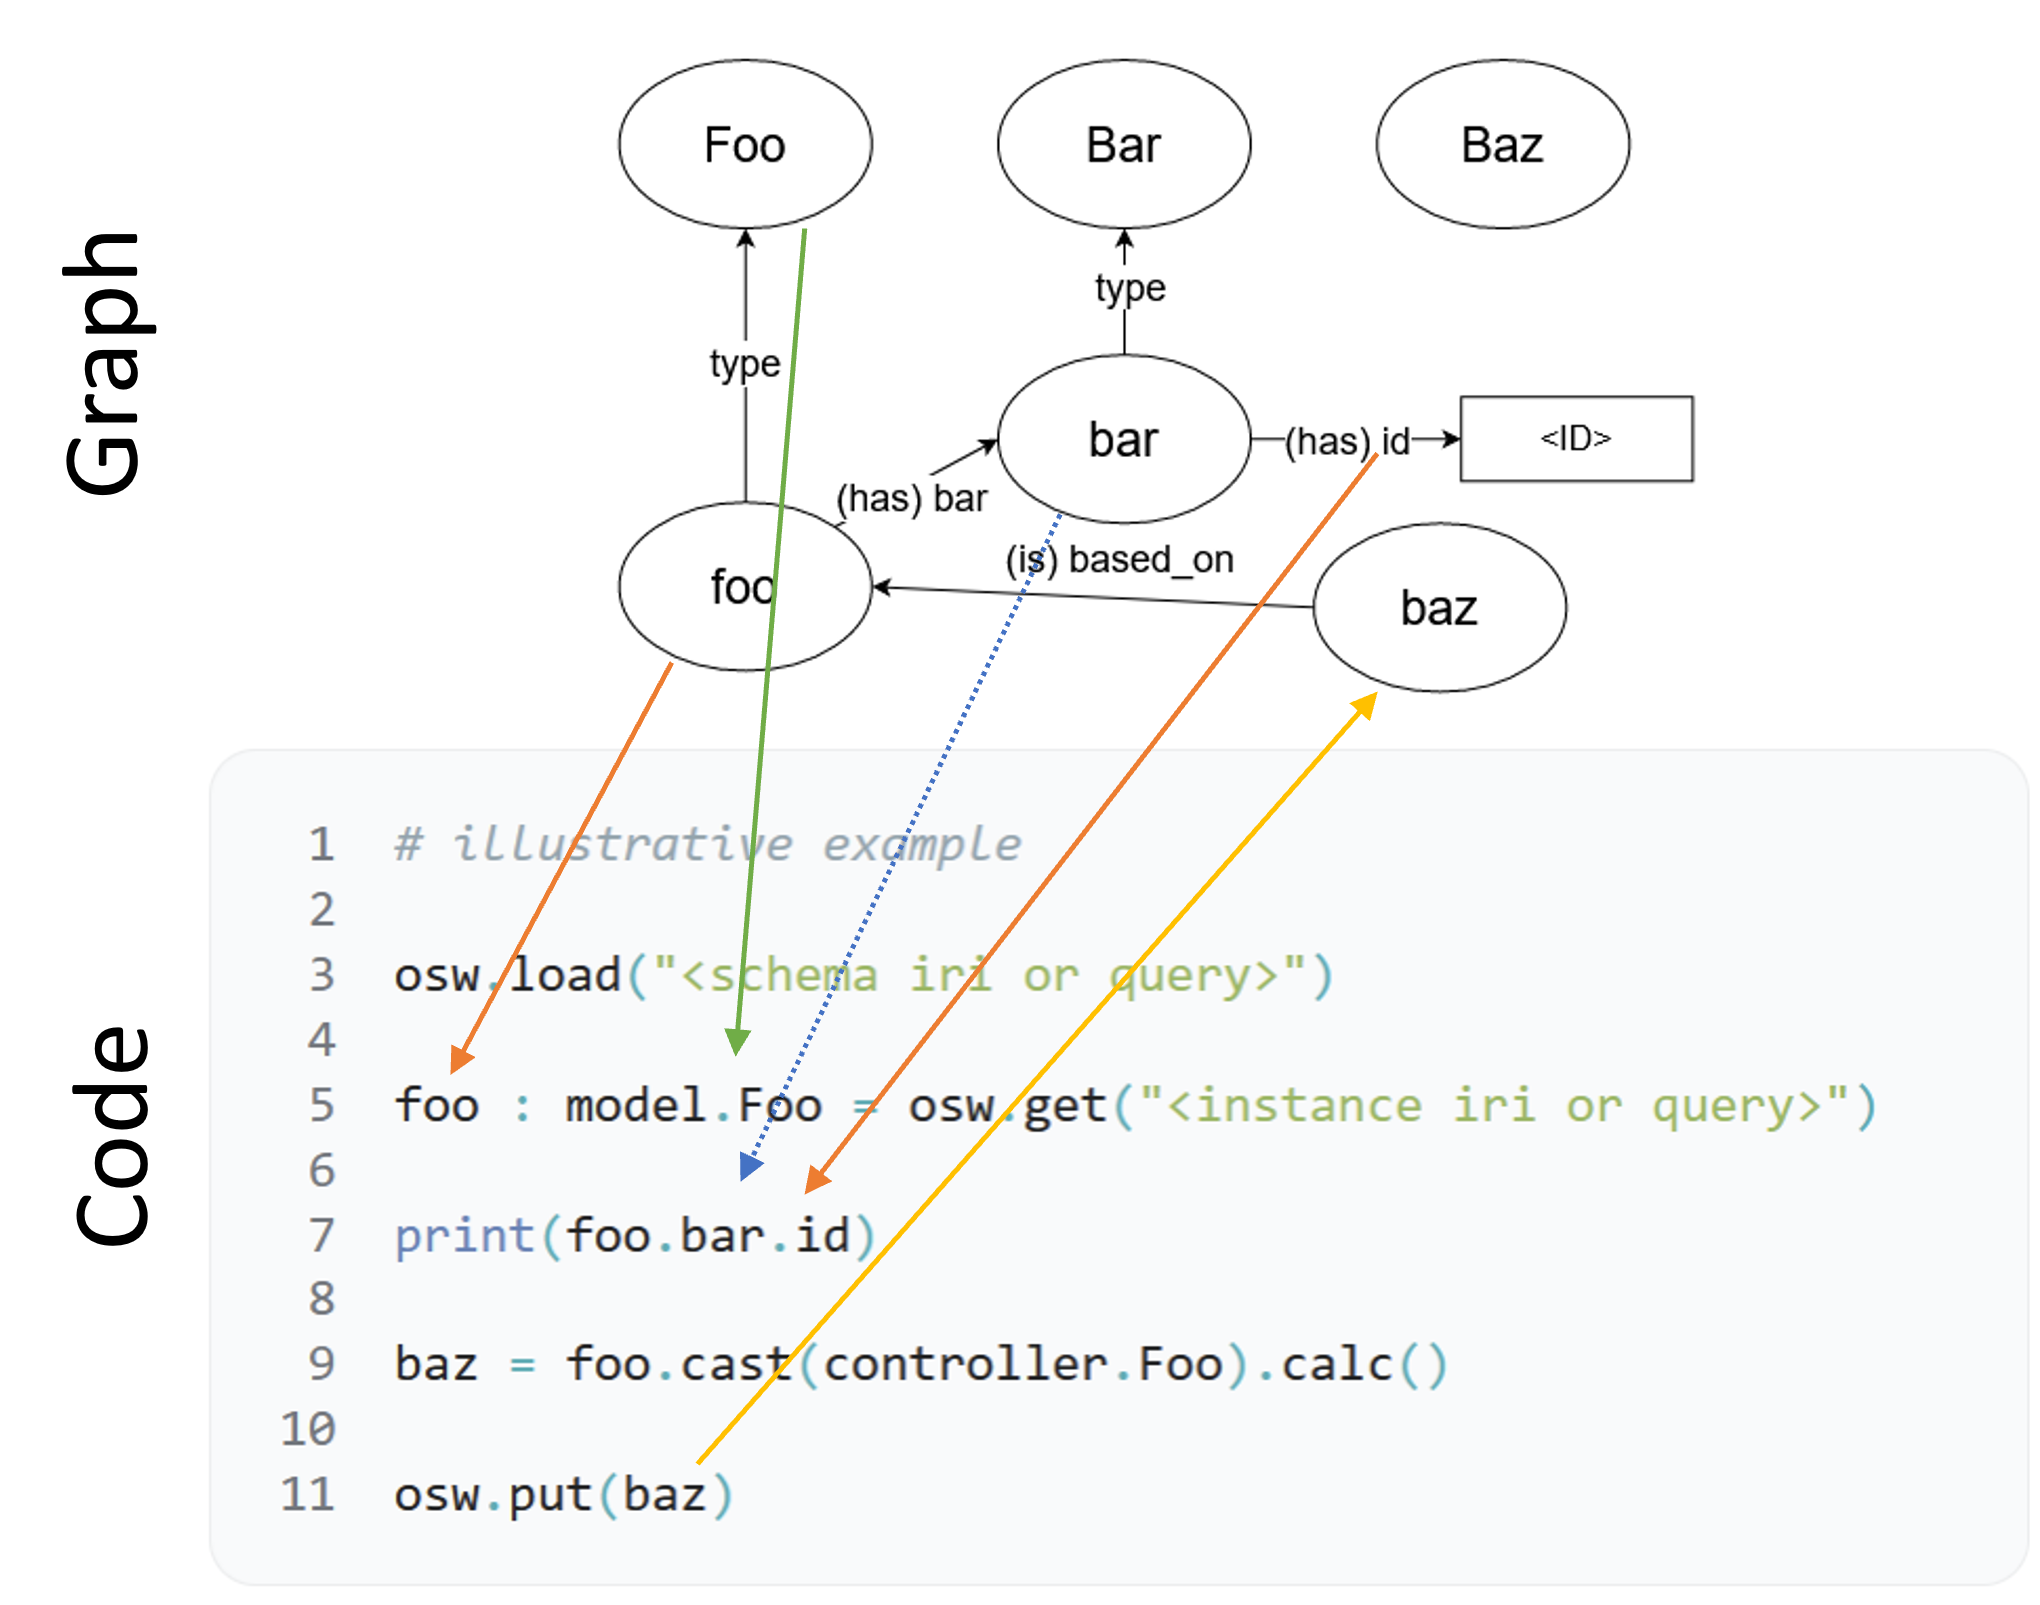 Graph
Foo
Bar
Baz
type
type
bar
(has) id
<ID>
(has) bar
(is) based_on
foo
baz
Code
1 # illustrative example
2
3 osw.load("<schema iri or query>")
4
5 foo : model.Foo = osw.get("<instance iri or query>")
6
7 print(foo.bar.id)
8
9 baz = foo.cast(controller.Foo).calc()
10
11 osw.put(baz)